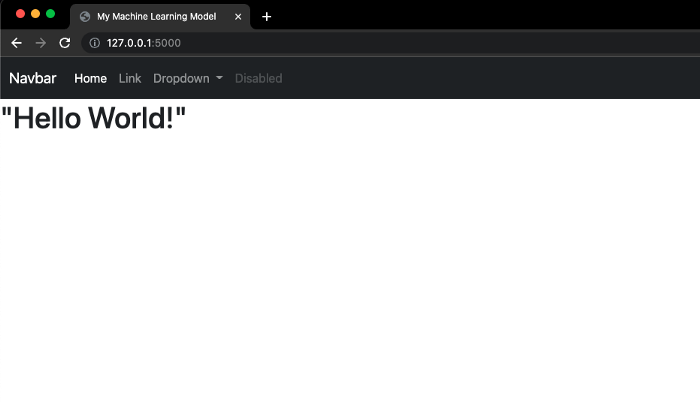 My Machine Learning Model
127.0.0.1:5000
Navbar Home Link Dropdown Disabled
"Hello World!"